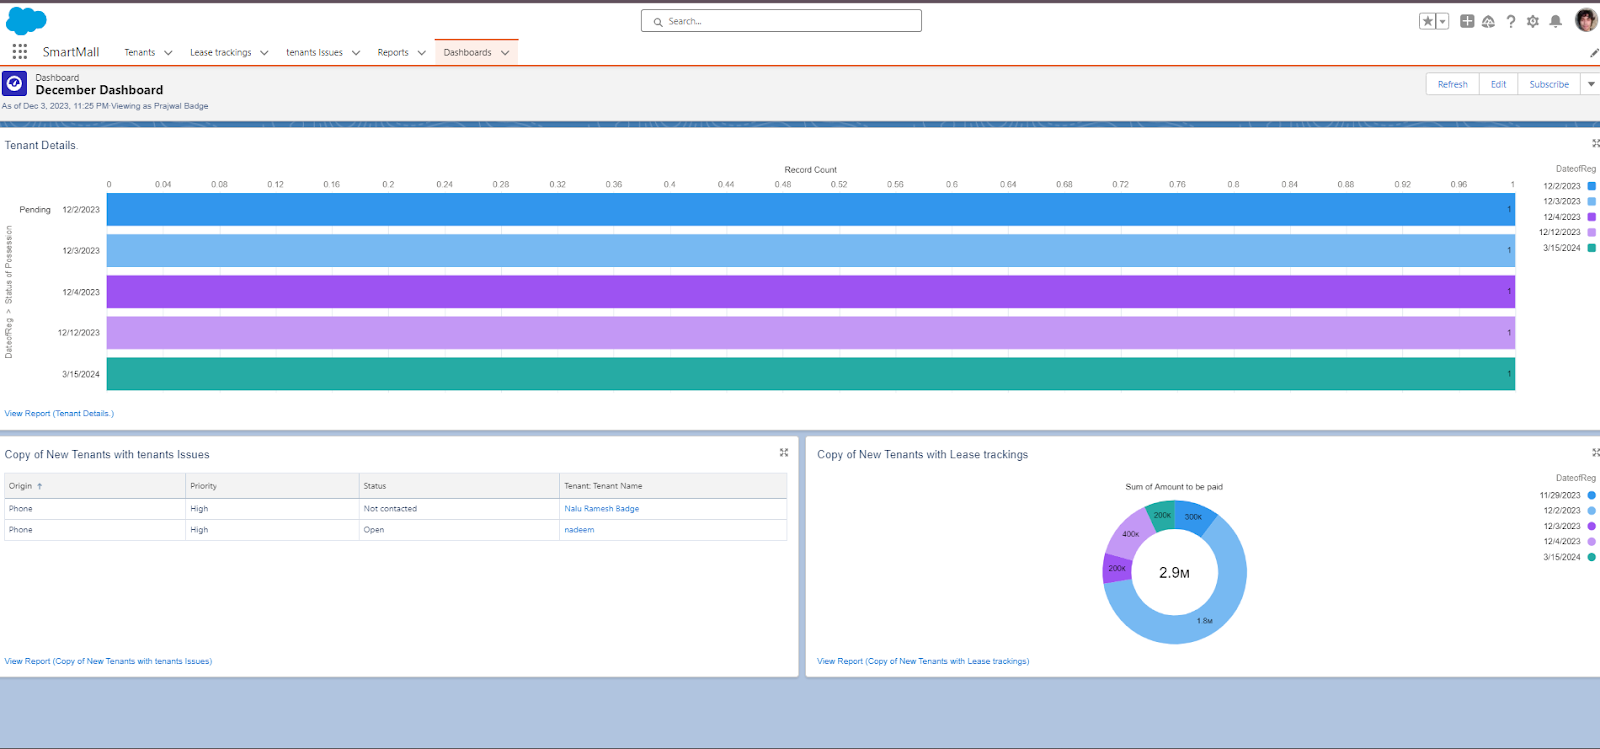 Search...
SmartMall Tenants Lease trackings tenants Issues Reports Dashboards
Dashboard
December Dashboard
As of Dec 3, 2023, 11:25 PM·Viewing as Prajwal Badge
Refresh Edit Subscribe
Tenant Details.
Record Count
0 0.04 0.08 0.12 0.16 0.2 0.24 0.28 0.32 0.36 0.4 0.44 0.48 0.52 0.56 0.6 0.64 0.68 0.72 0.76 0.8 0.84 0.88 0.92 0.96 1
DateofReg > Status of Possession
Pending 12/2/2023 1
12/3/2023 1
12/4/2023 1
12/12/2023 1
3/15/2024 1
DateofReg
12/2/2023
12/3/2023
12/4/2023
12/12/2023
3/15/2024
View Report (Tenant Details.)
Copy of New Tenants with tenants Issues
Origin ↑ Priority Status Tenant: Tenant Name
Phone High Not contacted Nalu Ramesh Badge
Phone High Open nadeem
View Report (Copy of New Tenants with tenants Issues)
Copy of New Tenants with Lease trackings
Sum of Amount to be paid
200K 300K
400K
200K
2.9M
1.8M
DateofReg
11/29/2023
12/2/2023
12/3/2023
12/4/2023
3/15/2024
View Report (Copy of New Tenants with Lease trackings)